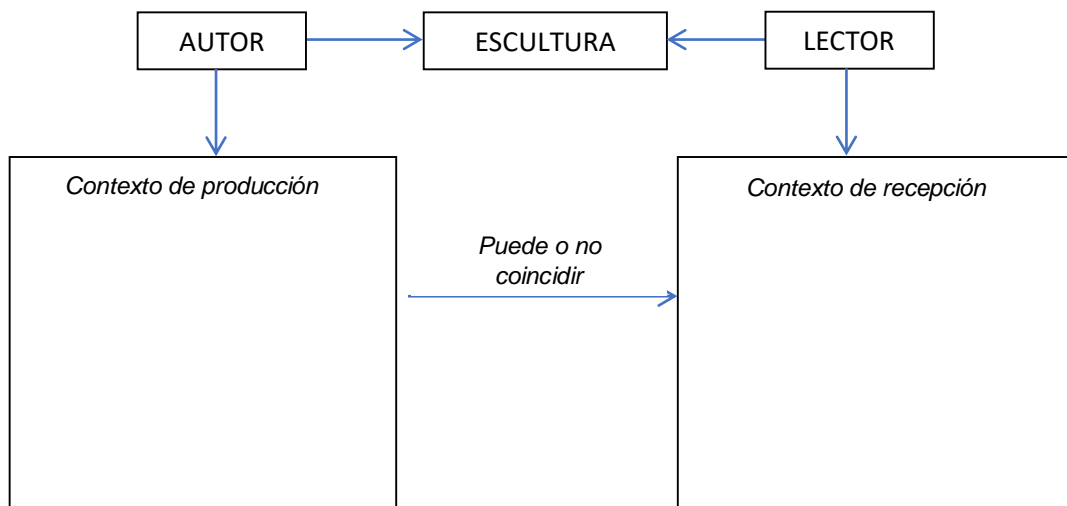 AUTOR
ESCULTURA
LECTOR
Contexto de producción
Contexto de recepción
Puede o no
coincidir